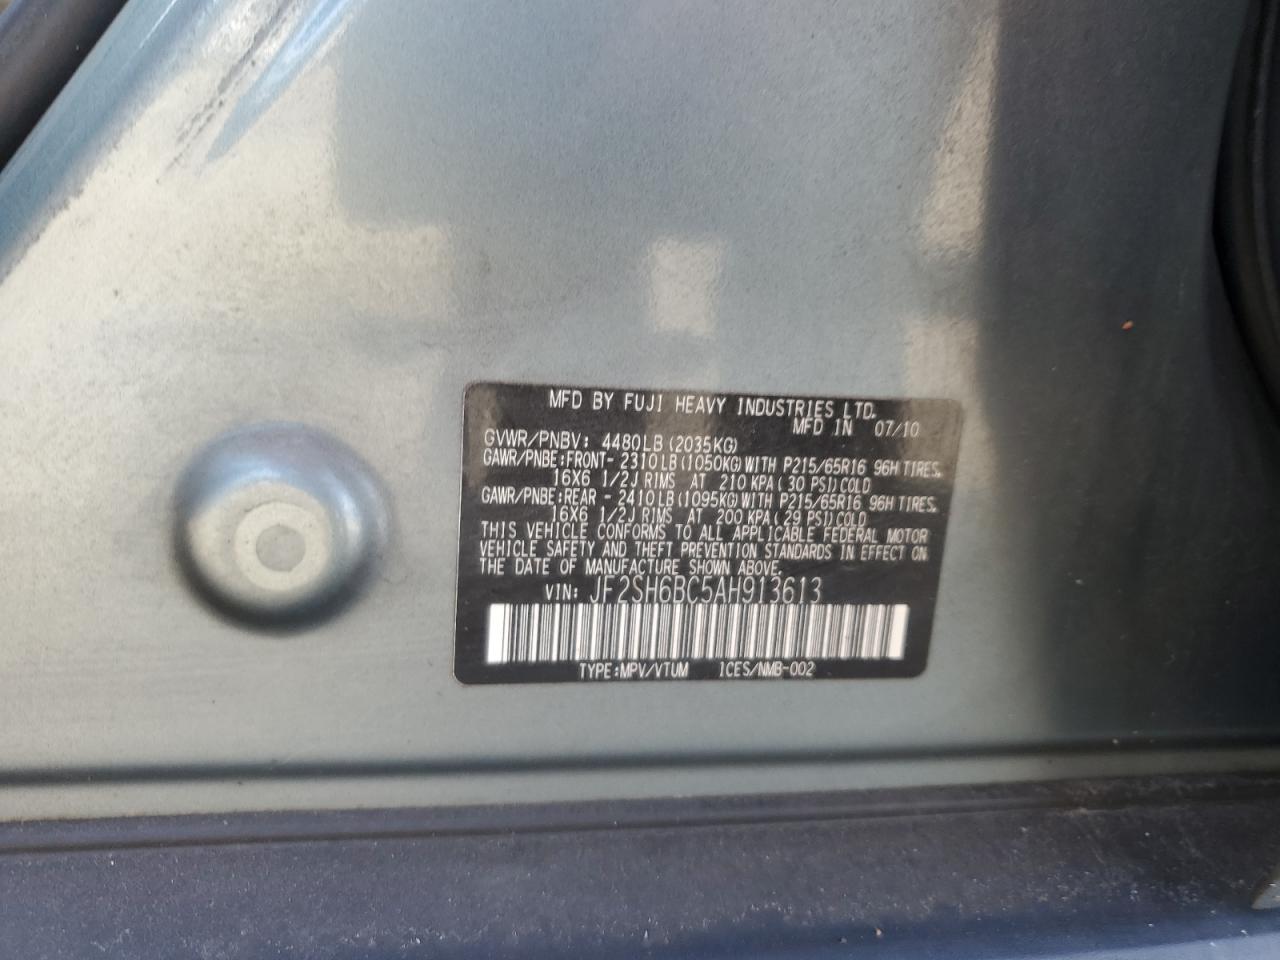 MFD BY FUJI HEAVY INDUSTRIES LTD.
MFD IN 07/10
GVWR/PNBV: 4480LB (2035KG)
GAWR/PNBE:FRONT- 2310LB(1050KG)WITH P215/65R16 96H TIRES.
16X6 1/2J RIMS AT 210 KPA( 30 PSI)COLD
GAWR/PNBE:REAR - 2410LB(1095KG)WITH P215/65R16 96H TIRES.
16X6 1/2J RIMS AT 200 KPA( 29 PSI)COLD
THIS VEHICLE CONFORMS TO ALL APPLICABLE FEDERAL MOTOR
VEHICLE SAFETY AND THEFT PREVENTION STANDARDS IN EFFECT ON
THE DATE OF MANUFACTURE SHOWN ABOVE.
VIN: JF2SH6BC5AH913613
TYPE:MPV/VTUM ICES/NMB-002